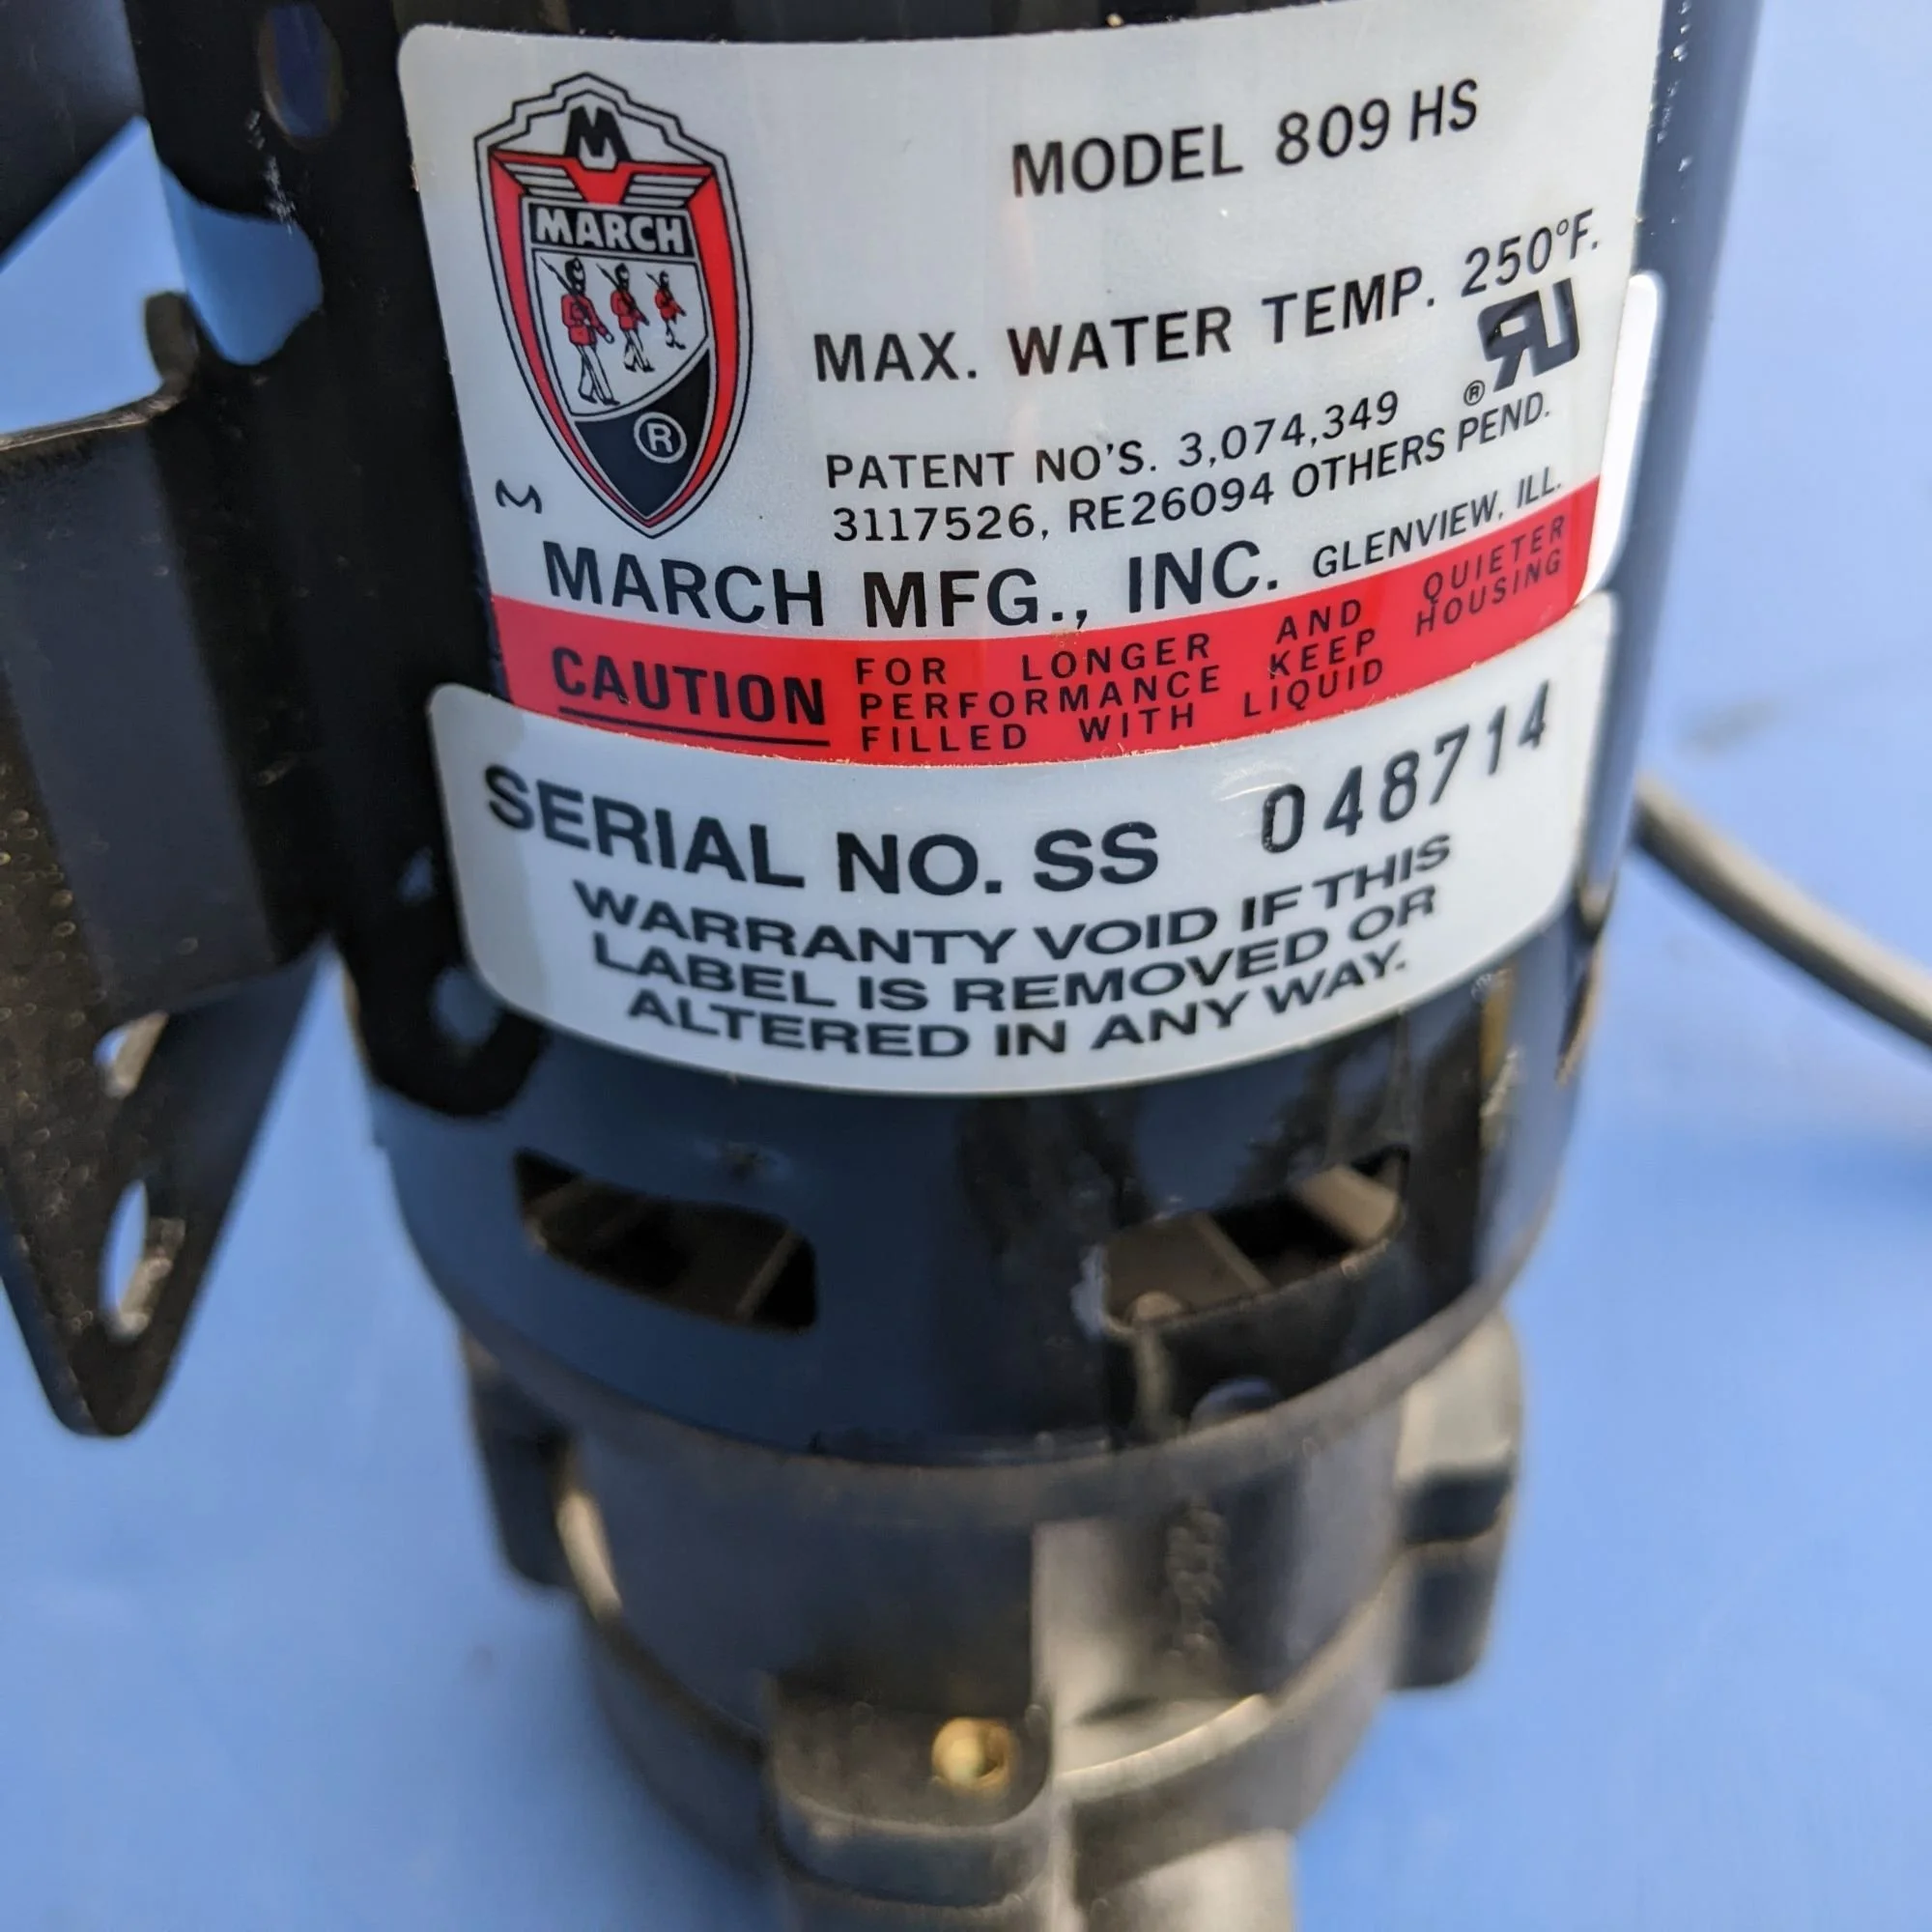 M
MARCH
®
M
MODEL 809 HS
MAX. WATER TEMP. 250°F.
®RU
PATENT NO'S. 3,074,349
3117526, RE26094 OTHERS PEND.
MARCH MFG., INC. GLENVIEW, ILL.
CAUTION
FOR LONGER AND QUIETER
PERFORMANCE KEEP HOUSING
FILLED WITH LIQUID
SERIAL NO. SS 048714
WARRANTY VOID IF THIS
LABEL IS REMOVED OR
ALTERED IN ANY WAY.